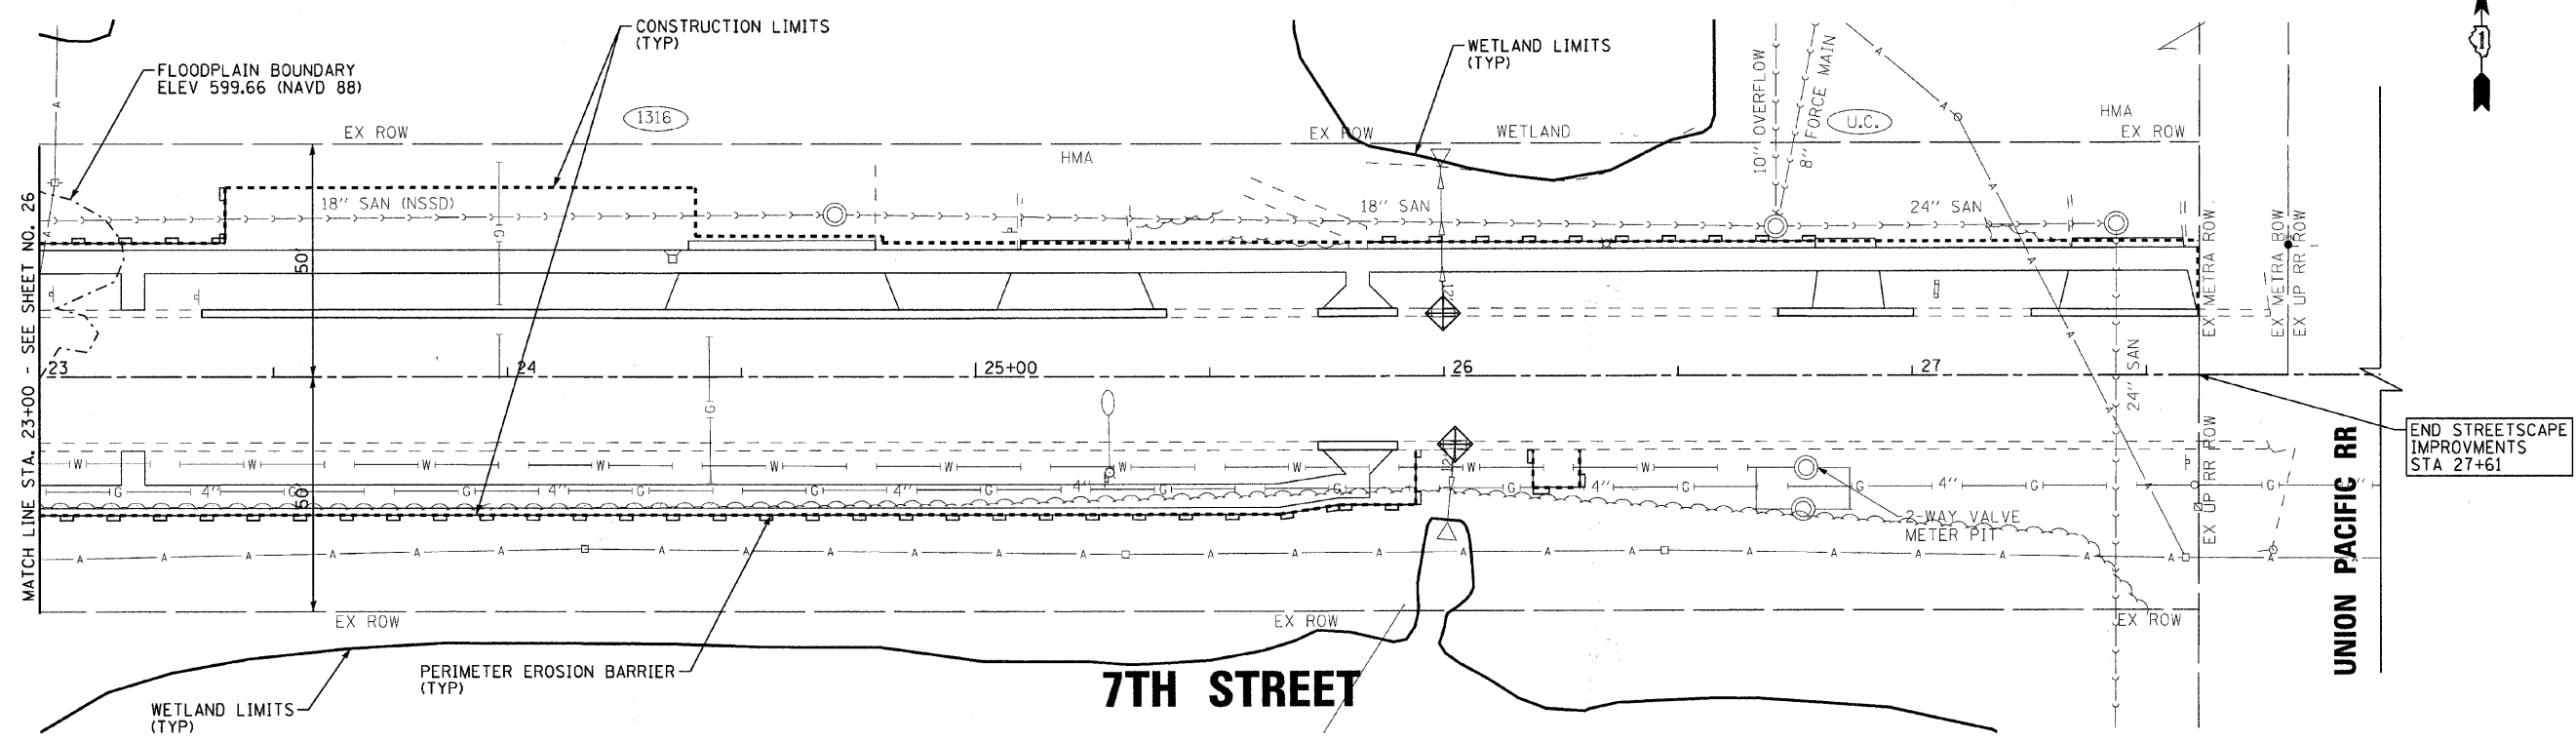 CONSTRUCTION LIMITS
(TYP)
WETLAND LIMITS
(TYP)
FLOODPLAIN BOUNDARY
ELEV 599.66 (NAVD 88)
1
A
1316
EX ROW
EX ROW
WETLAND
10" OVERFLOW
8" FORCE MAIN
U.C.
A
A
HMA
EX ROW
HMA
A
MATCH LINE STA. 23+00 - SEE SHEET NO. 26
A
18" SAN (NSSD)
G
18" SAN
24" SAN
EX METRA ROW
EX METRA ROW
EX UP RR ROW
50'
12"
A
A
23
24
25+00
26
27
24" SAN
G
A
END STREETSCAPE
IMPROVMENTS
STA 27+61
W W W W W W W W W W
G 4" G G 4" G G 4" G 4" G G G 4" G 4" G G
12"
50'
A
2-WAY VALVE
METER PIT
EX UP RR ROW
UNION PACIFIC RR
A A A A A A A A A A A A A A A A A A A A A A A A A A
EX ROW
EX ROW
EX ROW
PERIMETER EROSION BARRIER
(TYP)
7TH STREET
WETLAND LIMITS
(TYP)